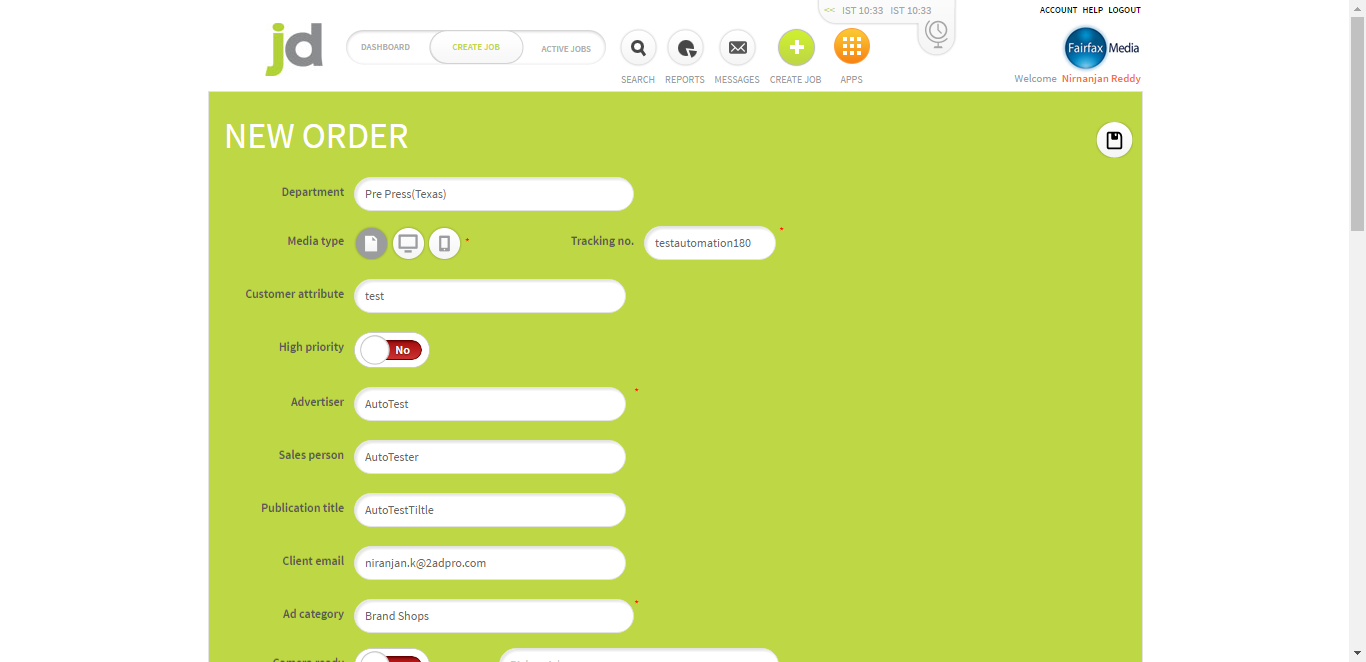 << IST 10:33 IST 10:33
ACCOUNT HELP LOGOUT
jd
DASHBOARD CREATE JOB ACTIVE JOBS
SEARCH REPORTS MESSAGES CREATE JOB APPS
Fairfax Media
Welcome Nirnanjan Reddy
NEW ORDER
Department Pre Press(Texas)
Media type * Tracking no. testautomation180 *
Customer attribute test
High priority No
Advertiser AutoTest *
Sales person AutoTester
Publication title AutoTestTiltle
Client email niranjan.k@2adpro.com
Ad category Brand Shops *
Camera ready